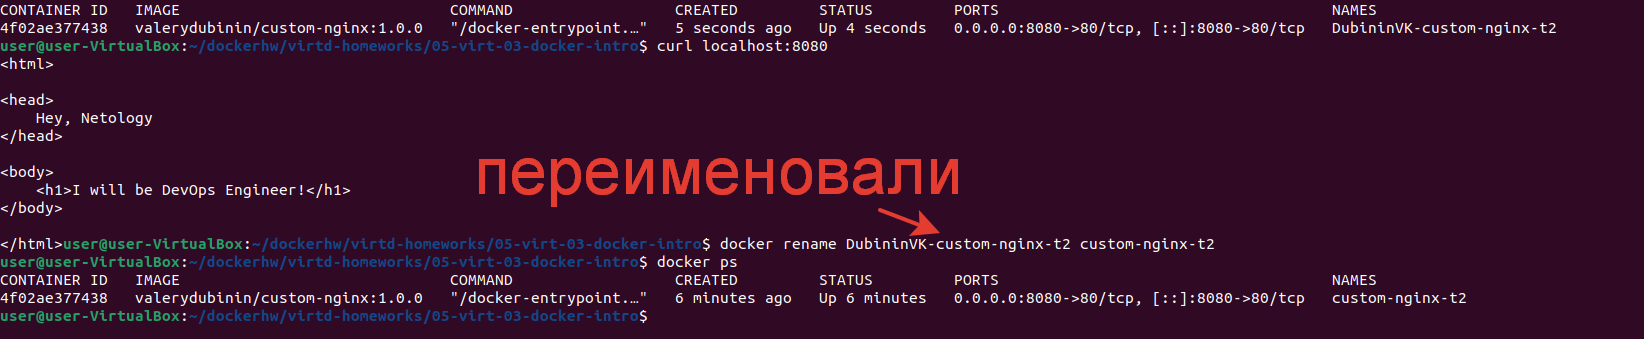 CONTAINER ID   IMAGE                              COMMAND                  CREATED         STATUS         PORTS                                     NAMES
4f02ae377438   valerydubinin/custom-nginx:1.0.0   "/docker-entrypoint.…"   5 seconds ago   Up 4 seconds   0.0.0.0:8080->80/tcp, [::]:8080->80/tcp   DubininVK-custom-nginx-t2
user@user-VirtualBox:~/dockerhw/virtd-homeworks/05-virt-03-docker-intro$ curl localhost:8080
<html>
<head>
    Hey, Netology
</head>
<body>
    <h1>I will be DevOps Engineer!</h1>
</body>
переименовали
</html>user@user-VirtualBox:~/dockerhw/virtd-homeworks/05-virt-03-docker-intro$ docker rename DubininVK-custom-nginx-t2 custom-nginx-t2
user@user-VirtualBox:~/dockerhw/virtd-homeworks/05-virt-03-docker-intro$ docker ps
CONTAINER ID   IMAGE                              COMMAND                  CREATED         STATUS         PORTS                                     NAMES
4f02ae377438   valerydubinin/custom-nginx:1.0.0   "/docker-entrypoint.…"   6 minutes ago   Up 6 minutes   0.0.0.0:8080->80/tcp, [::]:8080->80/tcp   custom-nginx-t2
user@user-VirtualBox:~/dockerhw/virtd-homeworks/05-virt-03-docker-intro$